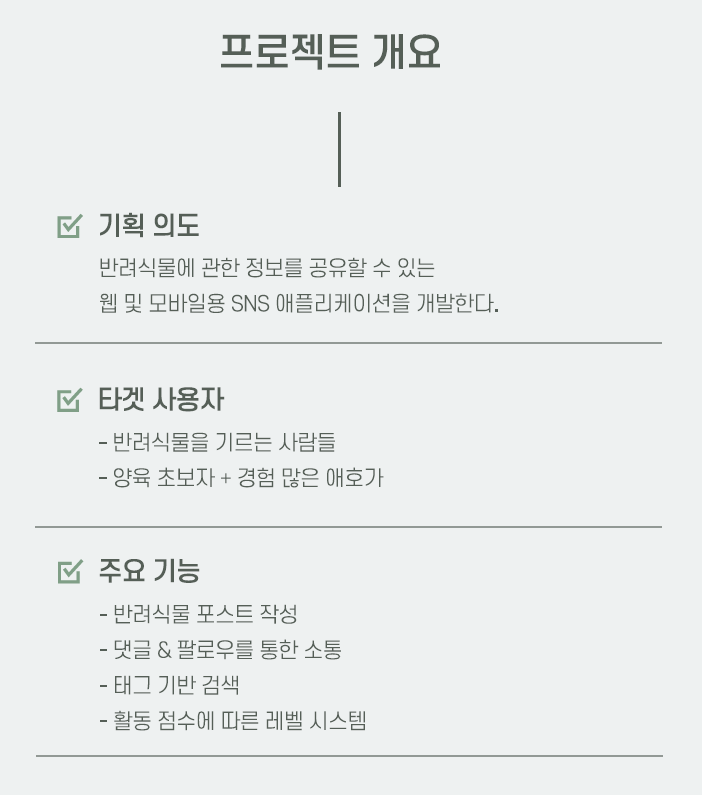 프로젝트 개요
기획 의도
반려식물에 관한 정보를 공유할 수 있는
웹 및 모바일용 SNS 애플리케이션을 개발한다.
타겟 사용자
- 반려식물을 기르는 사람들
- 양육 초보자 + 경험 많은 애호가
주요 기능
- 반려식물 포스트 작성
- 댓글 & 팔로우를 통한 소통
- 태그 기반 검색
- 활동 점수에 따른 레벨 시스템